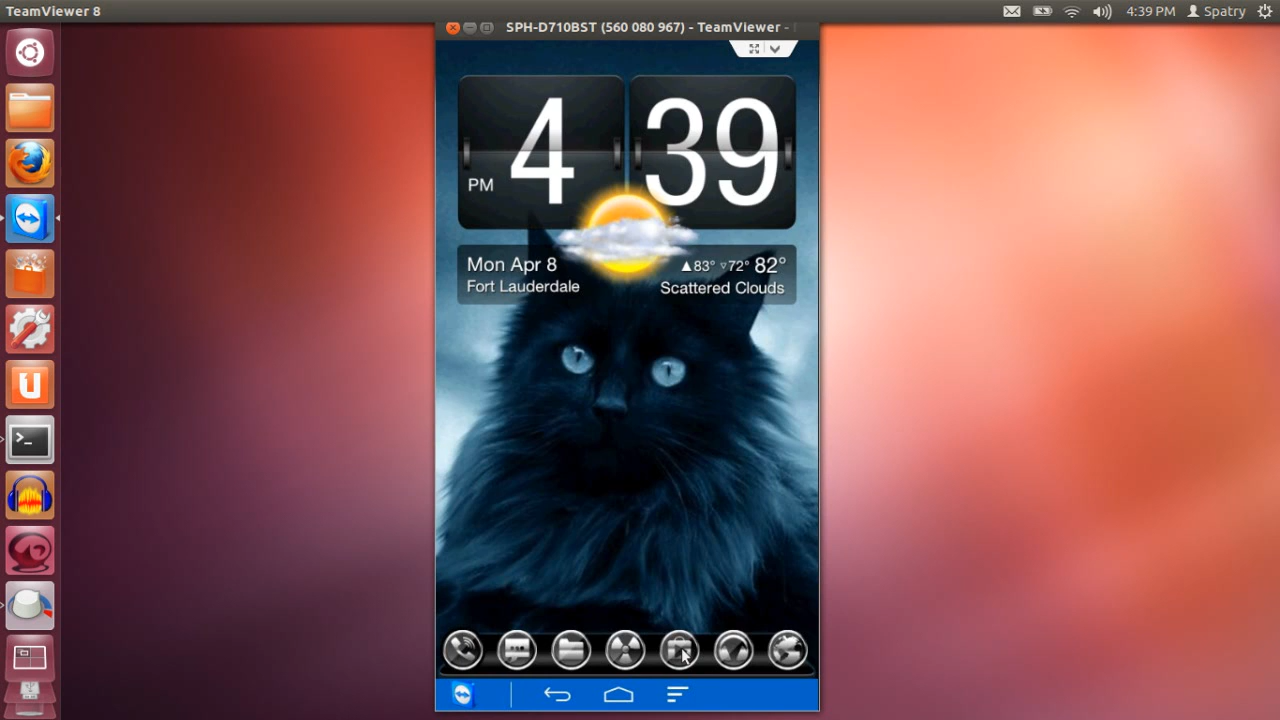 TeamViewer 8
4:39 PM
Spatry
SPH-D710BST (560 080 967) - TeamViewer -
4
39
PM
Mon Apr 8
▲83° ▿72° 82°
Fort Lauderdale
Scattered Clouds